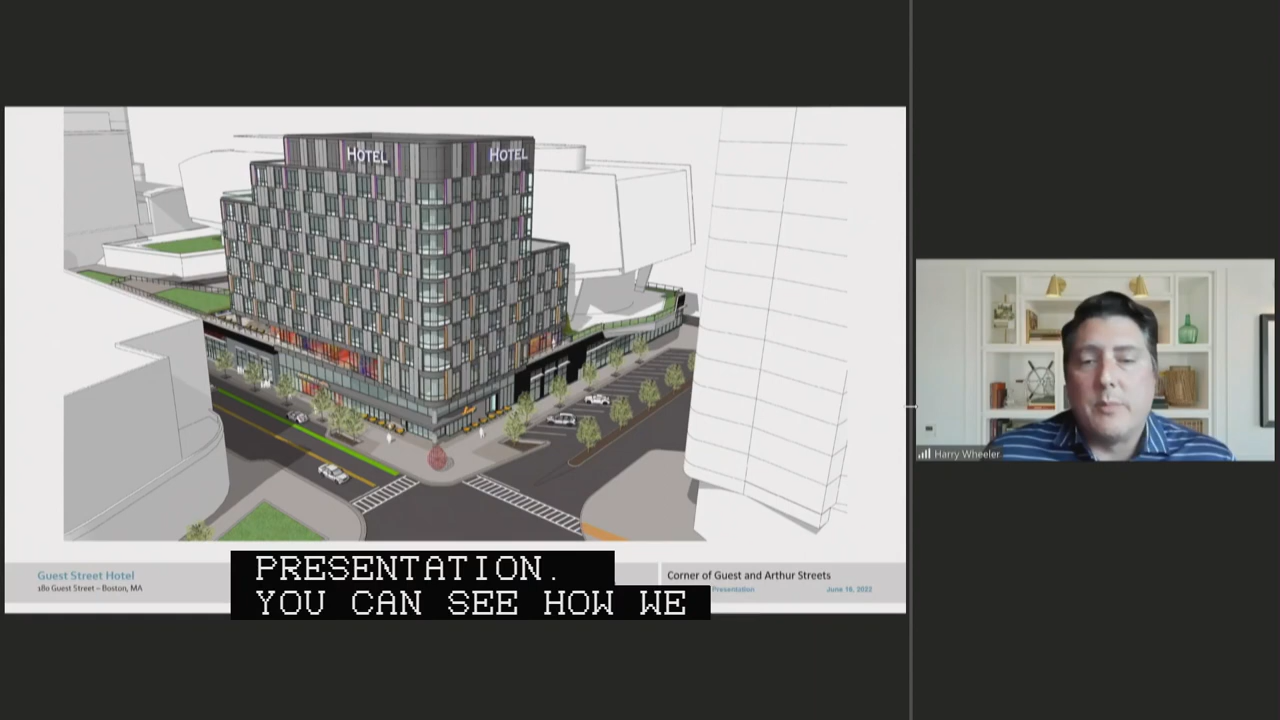 HOTEL HOTEL
Guest Street Hotel
180 Guest Street – Boston, MA
Corner of Guest and Arthur Streets
Presentation June 16, 2022
PRESENTATION.
YOU CAN SEE HOW WE
Harry Wheeler